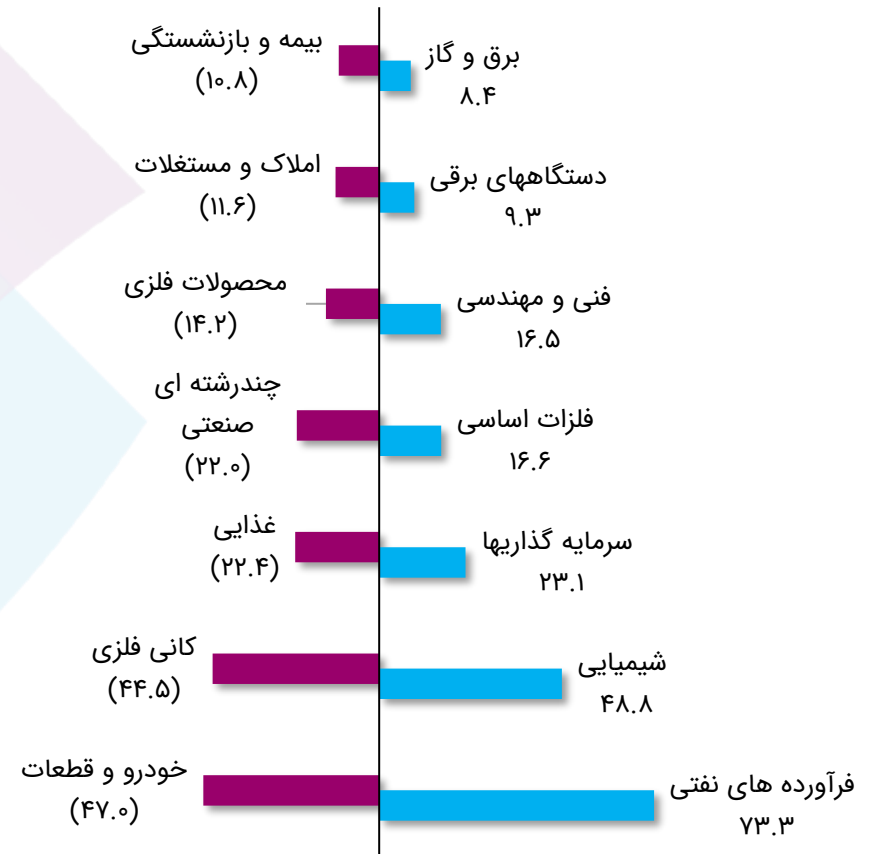 برق و گاز
۸.۴
بیمه و بازنشستگی
(۱۰.۸)
دستگاههای برقی
۹.۳
املاک و مستغلات
(۱۱.۶)
فنی و مهندسی
۱۶.۵
محصولات فلزی
(۱۴.۲)
فلزات اساسی
۱۶.۶
چندرشته ای
صنعتی
(۲۲.۰)
سرمایه گذاریها
۲۳.۱
غذایی
(۲۲.۴)
شیمیایی
۴۸.۸
کانی فلزی
(۴۴.۵)
فرآورده های نفتی
۷۳.۳
خودرو و قطعات
(۴۷.۰)